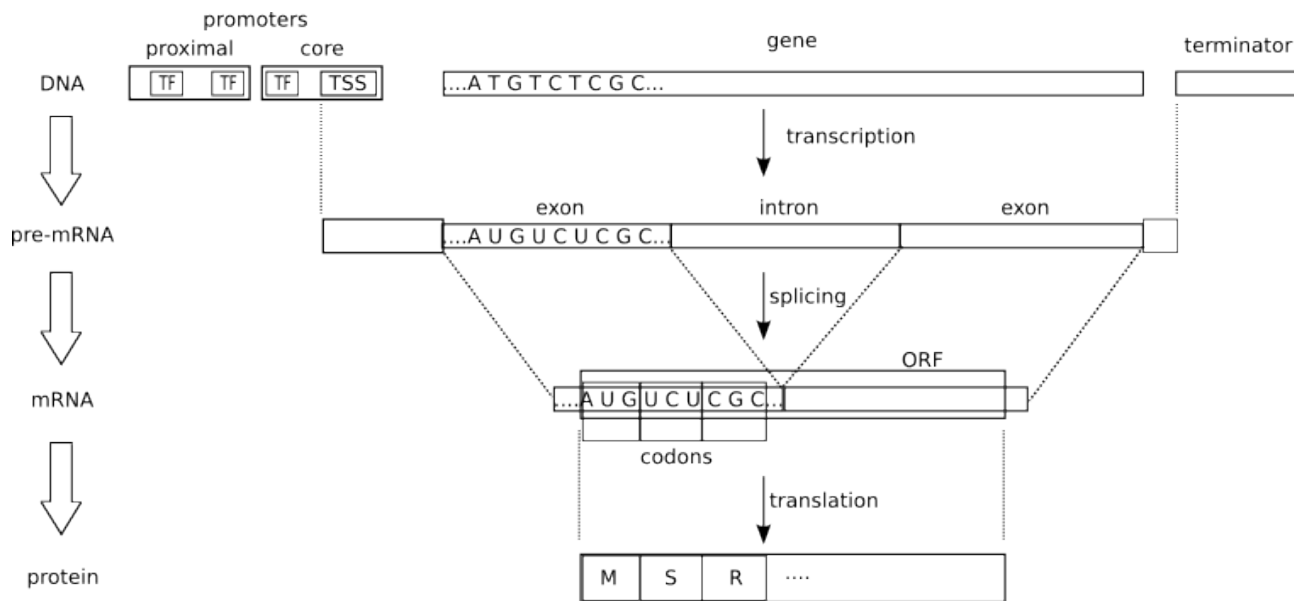 promoters
proximal core gene terminator
DNA TF TF TF TSS ....A T G T C T C G C...
transcription
exon intron exon
pre-mRNA ....A U G U C U C G C...
splicing
ORF
mRNA ....A U G U C U C G C...
codons
translation
protein M S R ....